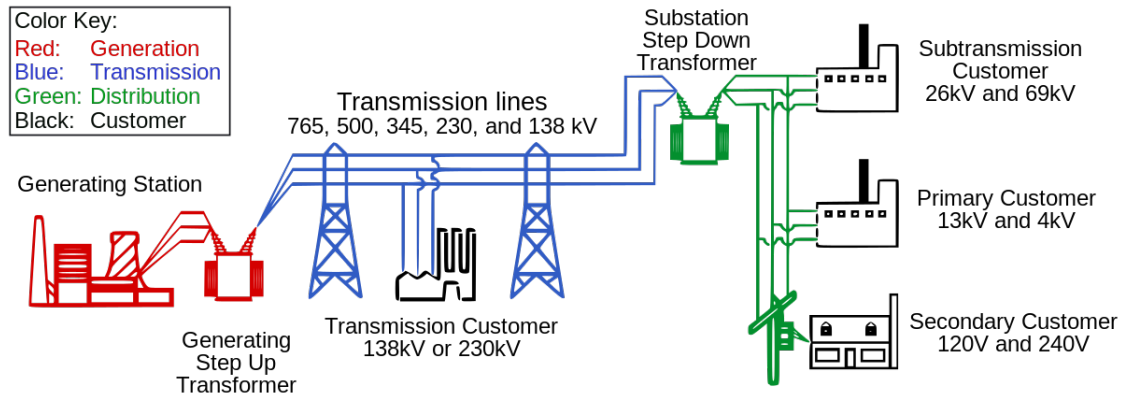 Color Key:
Red: Generation
Blue: Transmission
Green: Distribution
Black: Customer
Generating Station
Generating
Step Up
Transformer
Transmission lines
765, 500, 345, 230, and 138 kV
Transmission Customer
138kV or 230kV
Substation
Step Down
Transformer
Subtransmission
Customer
26kV and 69kV
Primary Customer
13kV and 4kV
Secondary Customer
120V and 240V